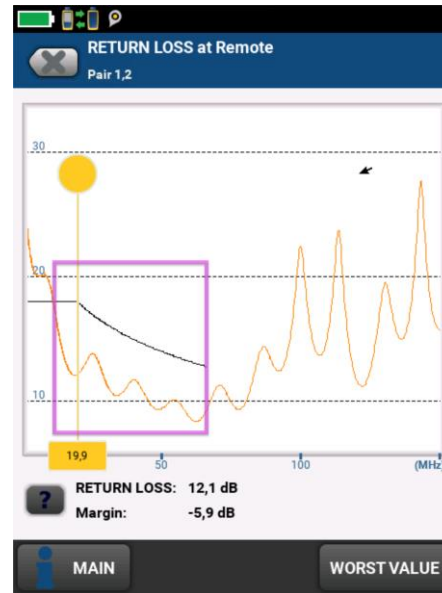 RETURN LOSS at Remote
Pair 1,2
30
20
10
19,9
50
100
(MHz
?
RETURN LOSS: 12,1 dB
Margin: -5,9 dB
i MAIN
WORST VALUE